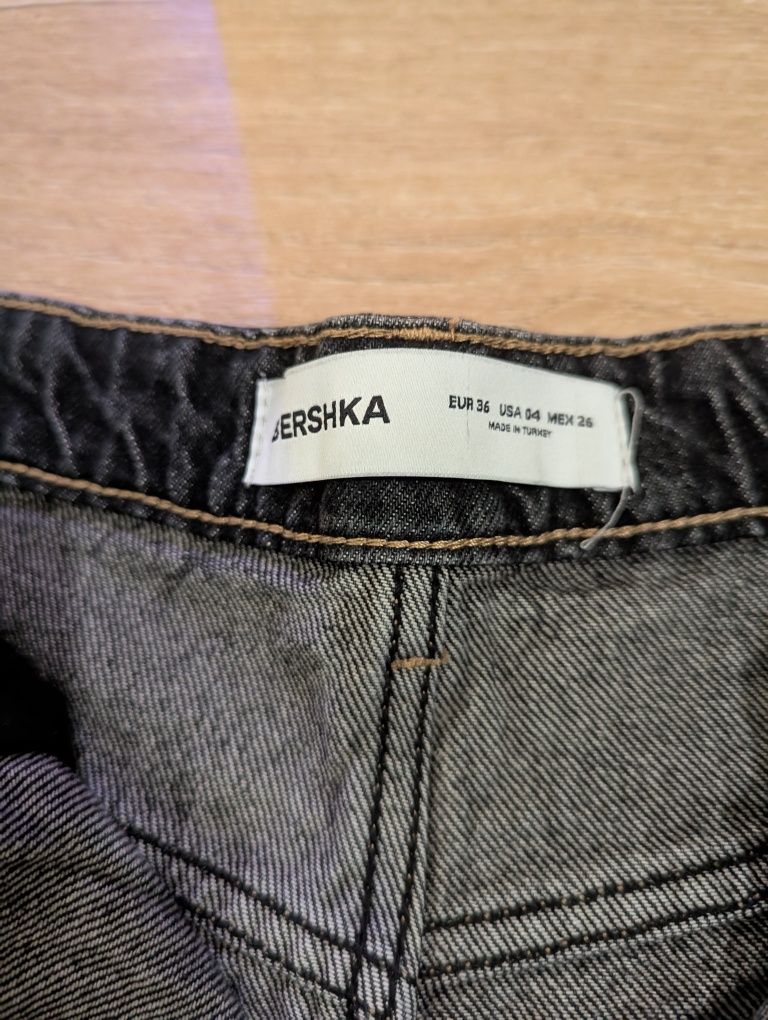 BERSHKA
EUR 36 USA 04 MEX 26
MADE IN TURKEY